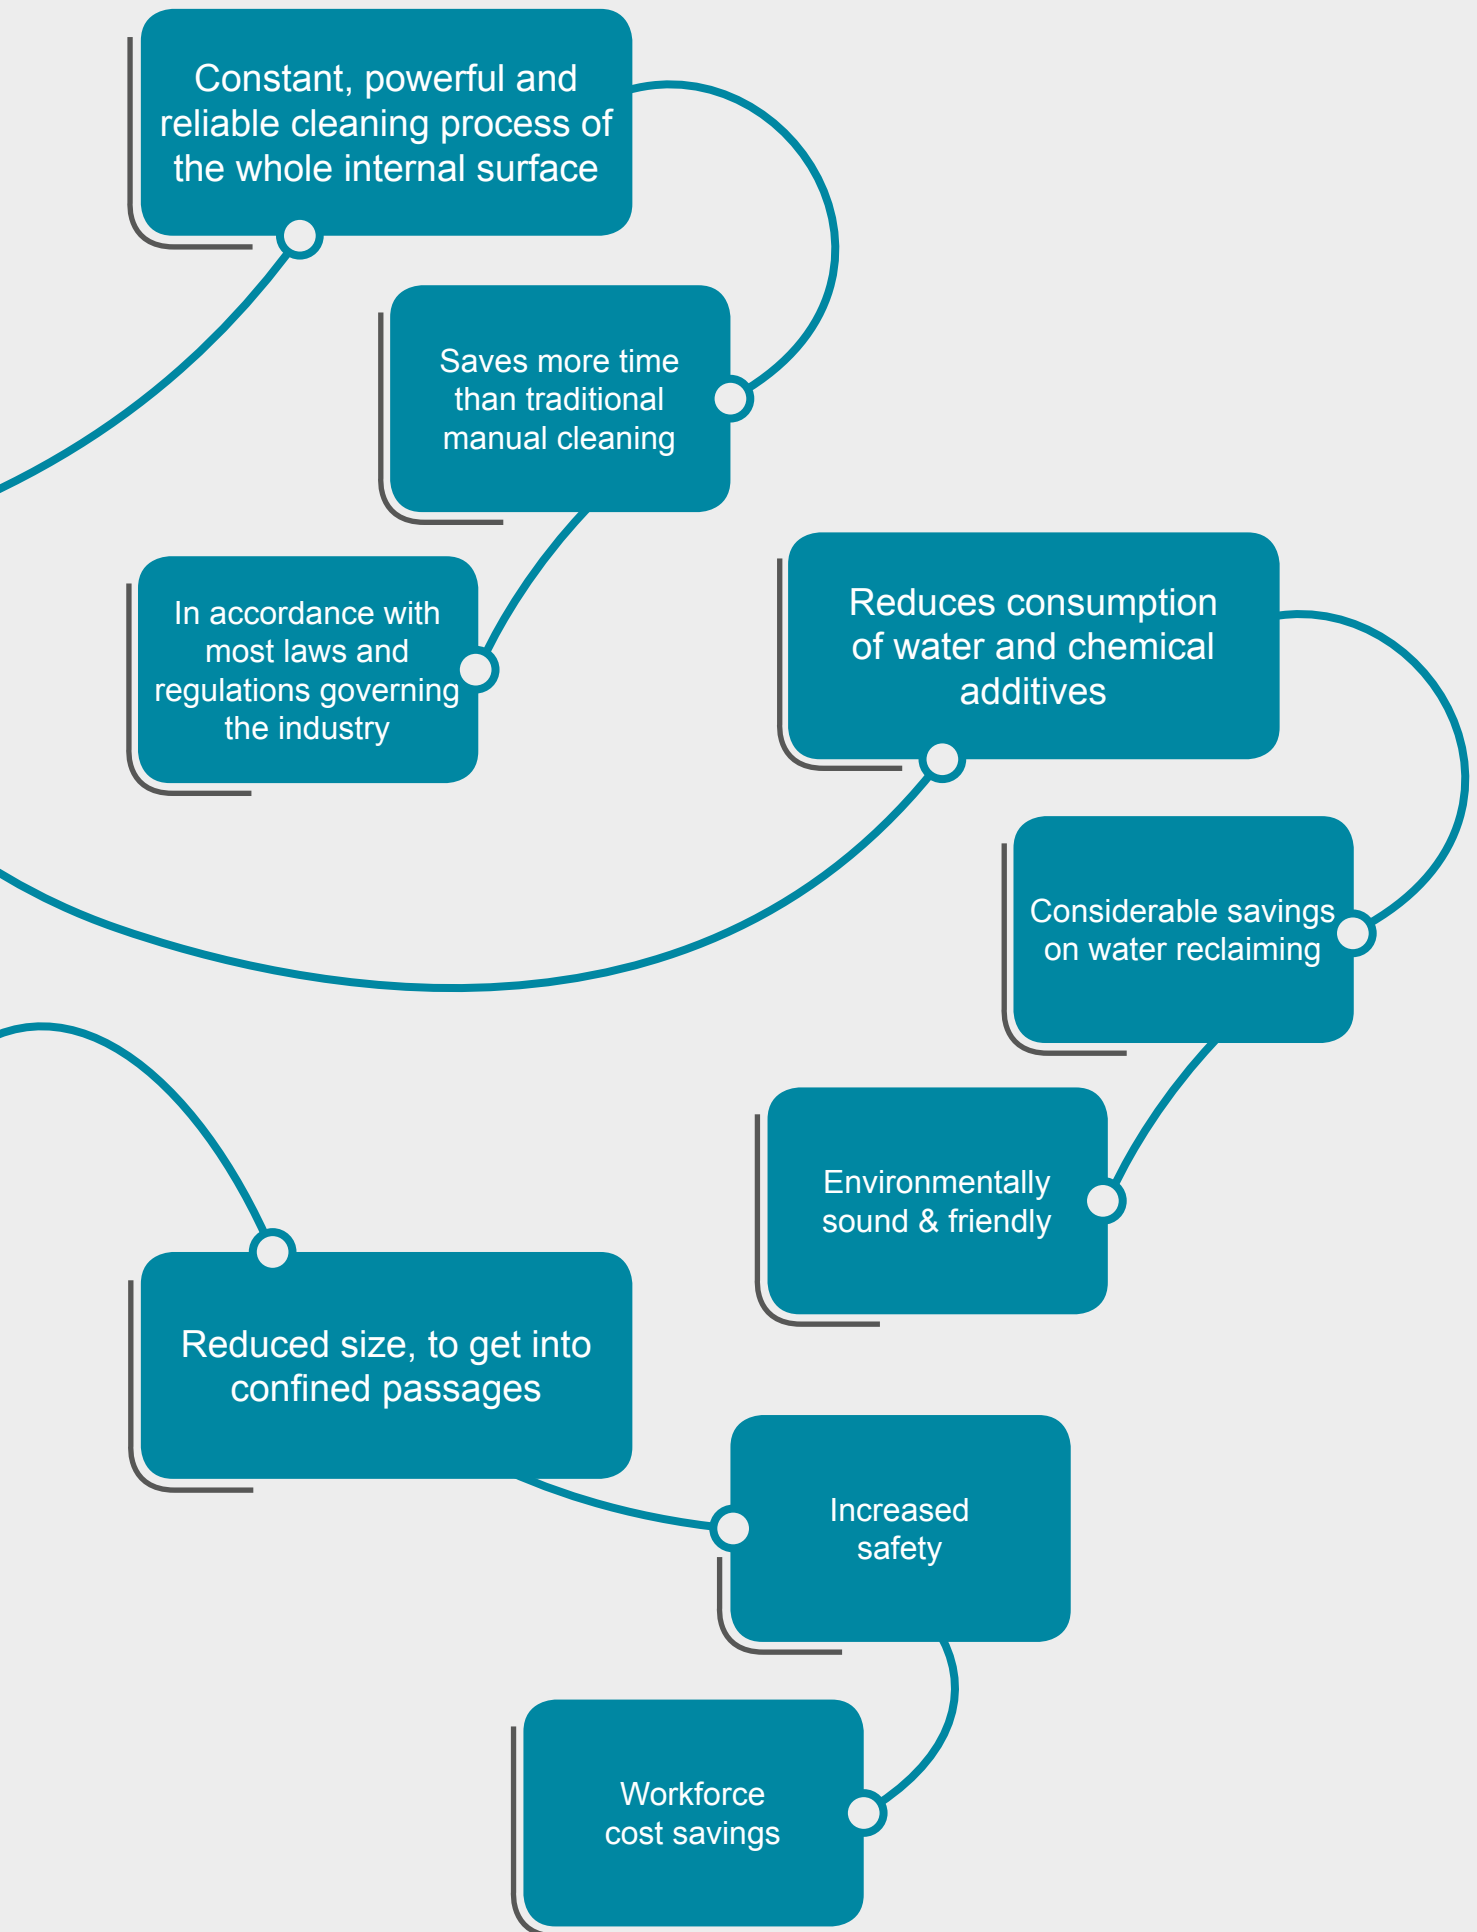 Constant, powerful and
reliable cleaning process of
the whole internal surface
Saves more time
than traditional
manual cleaning
In accordance with
most laws and
regulations governing
the industry
Reduces consumption
of water and chemical
additives
Considerable savings
on water reclaiming
Environmentally
sound & friendly
Reduced size, to get into
confined passages
Increased
safety
Workforce
cost savings